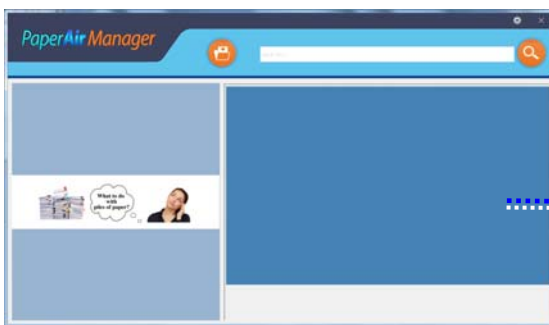 PaperAir Manager
What to do
with
piles of paper?